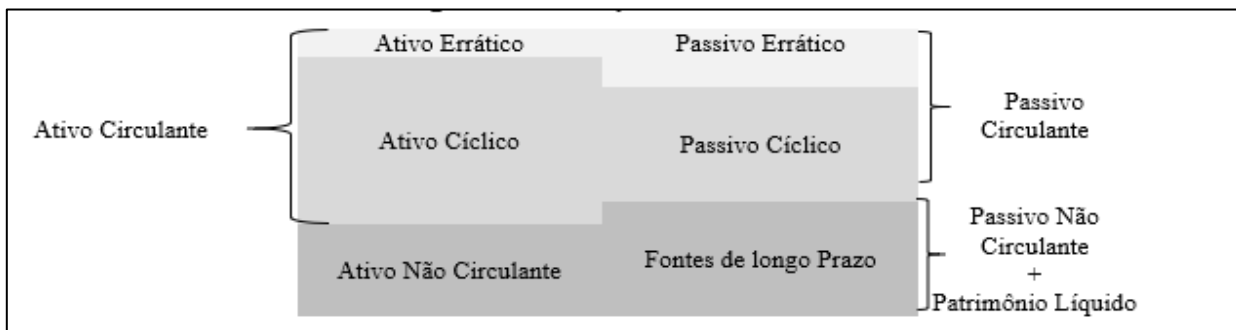 Ativo Errático
Passivo Errático
Ativo Circulante
Ativo Cíclico
Passivo Cíclico
Passivo
Circulante
Ativo Não Circulante
Fontes de longo Prazo
Passivo Não
Circulante
+
Patrimônio Líquido